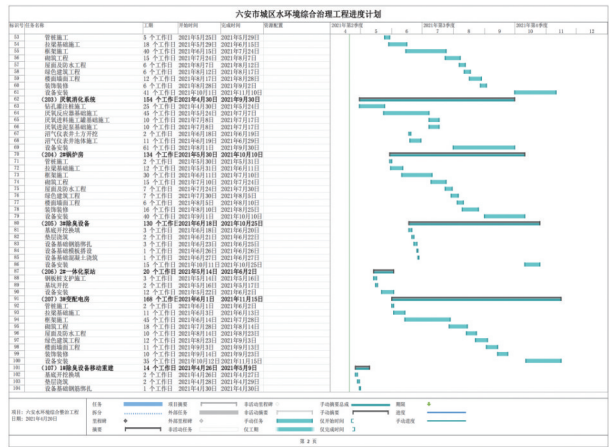 六安市城区水环境综合治理工程进度计划
标识号 任务名称 工期 开始时间 完成时间 资源配置 2021年第2季度 2021年第3季度 2021年第4季度
4 5 6 7 8 9 10 11 12
53 管桩施工 5 个工作日 2021年5月25日 2021年5月29日
54 拉梁基础施工 18 个工作日 2021年5月29日 2021年6月15日
55 框架施工 40 个工作日 2021年6月15日 2021年7月24日
56 砌筑工程 15 个工作日 2021年7月24日 2021年8月7日
57 屋面及防水工程 6 个工作日 2021年8月7日 2021年8月12日
58 绿色建筑工程 6 个工作日 2021年8月12日 2021年8月17日
59 楼面墙面工程 12 个工作日 2021年8月17日 2021年8月28日
60 装饰装修 6 个工作日 2021年8月28日 2021年9月2日
61 设备安装 41 个工作日 2021年10月1日 2021年11月10日
62 (203) 厌氧消化系统 154 个工作日 2021年4月30日 2021年9月30日
63 钻孔灌注桩施工 25 个工作日 2021年4月30日 2021年5月24日
64 厌氧反应器基础施工 45 个工作日 2021年5月24日 2021年7月7日
65 厌氧进料施工罐基础施工 10 个工作日 2021年7月8日 2021年7月17日
66 厌氧进泥泵基础施工 10 个工作日 2021年7月8日 2021年7月17日
67 沼气仪表井土方开挖 2 个工作日 2021年6月18日 2021年6月19日
68 沼气仪表井池体施工 11 个工作日 2021年6月19日 2021年6月29日
69 设备安装 61 个工作日 2021年8月1日 2021年9月30日
70 (204) 2#锅炉房 134 个工作日 2021年5月30日 2021年10月10日
71 管桩施工 2 个工作日 2021年5月30日 2021年5月31日
72 拉梁基础施工 12 个工作日 2021年5月31日 2021年6月11日
73 框架施工 30 个工作日 2021年6月11日 2021年7月10日
74 砌筑工程 15 个工作日 2021年7月10日 2021年7月24日
75 屋面及防水工程 7 个工作日 2021年7月24日 2021年7月30日
76 绿色建筑工程 7 个工作日 2021年7月30日 2021年8月5日
77 楼面墙面工程 6 个工作日 2021年8月5日 2021年8月10日
78 装饰装修 16 个工作日 2021年8月10日 2021年8月25日
79 设备安装 40 个工作日 2021年9月1日 2021年10月10日
80 (205) 3#除臭设备 130 个工作日 2021年6月18日 2021年10月25日
81 基底开挖换填 3 个工作日 2021年6月18日 2021年6月20日
82 垫层浇筑 2 个工作日 2021年6月21日 2021年6月22日
83 设备基础钢筋绑扎 3 个工作日 2021年6月23日 2021年6月25日
84 设备基础模板搭设 1 个工作日 2021年6月26日 2021年6月26日
85 设备基础混凝土浇筑 1 个工作日 2021年6月27日 2021年6月27日
86 设备安装 15 个工作日 2021年10月11日 2021年10月25日
87 (206) 2#一体化泵站 20 个工作日 2021年5月14日 2021年6月2日
88 钢板桩支护施工 3 个工作日 2021年5月14日 2021年5月16日
89 基坑开挖 2 个工作日 2021年5月16日 2021年5月17日
90 设备安装 12 个工作日 2021年5月22日 2021年6月2日
91 (207) 3#变配电房 168 个工作日 2021年6月1日 2021年11月15日
92 管桩施工 2 个工作日 2021年6月1日 2021年6月2日
93 拉梁基础施工 11 个工作日 2021年6月3日 2021年6月13日
94 框架施工 45 个工作日 2021年6月14日 2021年7月28日
95 砌筑工程 18 个工作日 2021年7月28日 2021年8月14日
96 屋面及防水工程 10 个工作日 2021年8月14日 2021年8月23日
97 绿色建筑工程 12 个工作日 2021年8月23日 2021年9月3日
98 楼面墙面工程 11 个工作日 2021年9月3日 2021年9月13日
99 装饰装修 10 个工作日 2021年9月14日 2021年9月23日
100 设备安装 35 个工作日 2021年10月12日 2021年11月15日
101 (107) 1#除臭设备移动重建 14 个工作日 2021年4月26日 2021年5月9日
102 基底开挖换填 2 个工作日 2021年4月26日 2021年4月27日
103 垫层浇筑 2 个工作日 2021年4月28日 2021年4月29日
104 设备基础钢筋绑扎 1 个工作日 2021年4月30日 2021年4月30日
项目: 六安水环境综合整治工程
日期: 2021年4月29日
任务 项目摘要 非活动里程碑 手动摘要总成 期限
拆分 外部任务 非活动摘要 手动摘要 进度
里程碑 外部里程碑 手动任务 仅开始时间 手动进度
摘要 非活动任务 仅工期 仅完成时间
第 2 页